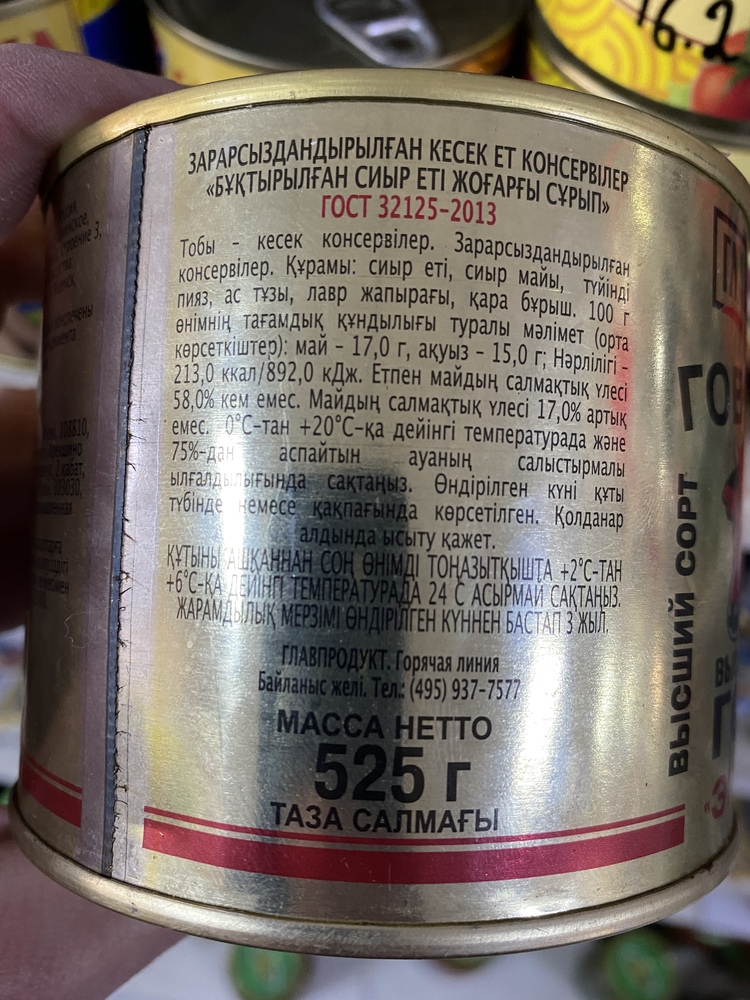 ЗАРАРСЫЗДАНДЫРЫЛҒАН КЕСЕК ЕТ КОНСЕРВІЛЕР
«БҰҚТЫРЫЛҒАН СИЫР ЕТІ ЖОҒАРҒЫ СҰРЫП»
ГОСТ 32125-2013
Тобы - кесек консервілер. Зарарсыздандырылған
консервілер. Құрамы: сиыр еті, сиыр майы, түйінді
пияз, ас тұзы, лавр жапырағы, қара бұрыш. 100 г
өнімнің тағамдық құндылығы туралы мәлімет (орта
көрсеткіштер): май - 17,0 г, ақуыз - 15,0 г; Нәрлілігі -
213,0 ккал/892,0 кДж. Етпен майдың салмақтық үлесі
58,0% кем емес. Майдың салмақтық үлесі 17,0% артық
емес. 0°С-тан +20°С-қа дейінгі температурада және
75%-дан аспайтын ауаның салыстырмалы
ылғалдылығында сақтаңыз. Өндірілген күні құты
түбінде немесе қақпағында көрсетілген. Қолданар
алдында ысыту қажет.
ҚҰТЫНЫ АШҚАННАН СОҢ ӨНІМДІ ТОҢАЗЫТҚЫШТА +2°С-ТАН
+6°С-ҚА ДЕЙІНГІ ТЕМПЕРАТУРАДА 24 С АСЫРМАЙ САҚТАҢЫЗ.
ЖАРАМДЫЛЫҚ МЕРЗІМІ ӨНДІРІЛГЕН КҮННЕН БАСТАП 3 ЖЫЛ.
ГЛАВПРОДУКТ. Горячая линия
Байланыс желі. Тел.: (495) 937-7577
МАССА НЕТТО
525 г
ТАЗА САЛМАҒЫ
ВЫСШИЙ СОРТ
16.2